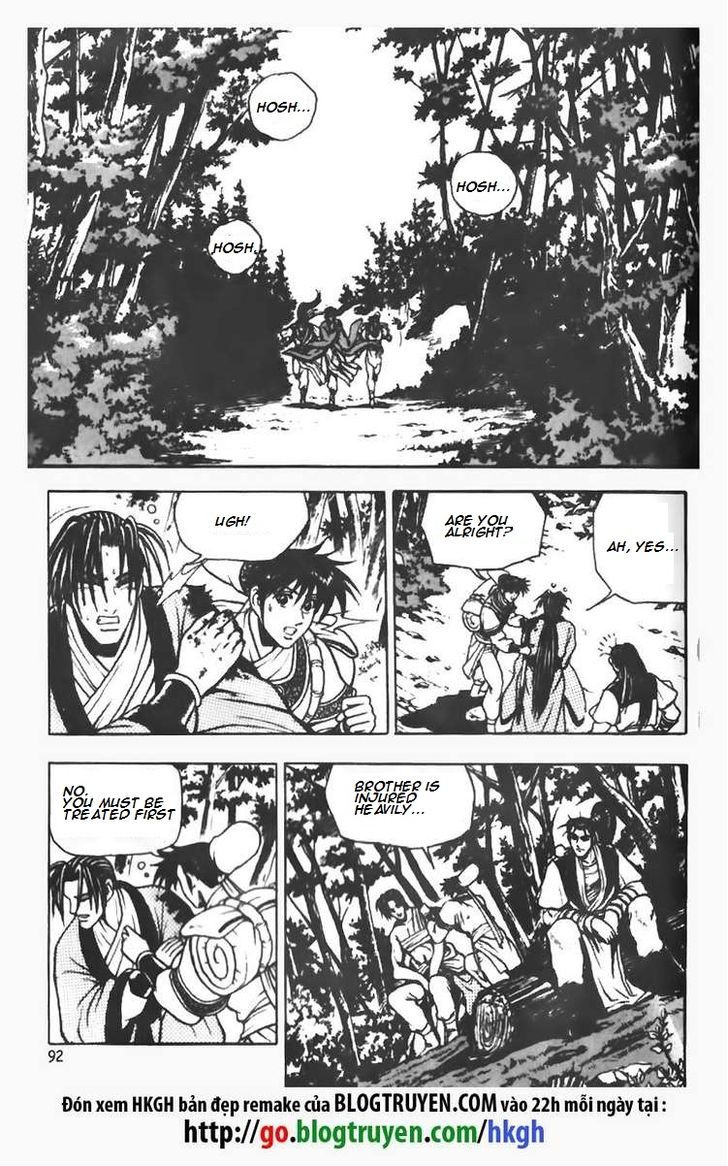 HOSH...
HOSH...
HOSH.
UGH!
ARE YOU
ALRIGHT?
AH, YES...
NO.
YOU MUST BE
TREATED FIRST
BROTHER IS
INJURED
HEAVILY...
92
Đón xem HKGH bản đẹp remake của BLOGTRUYEN.COM vào 22h mỗi ngày tại :
http://go.blogtruyen.com/hkgh